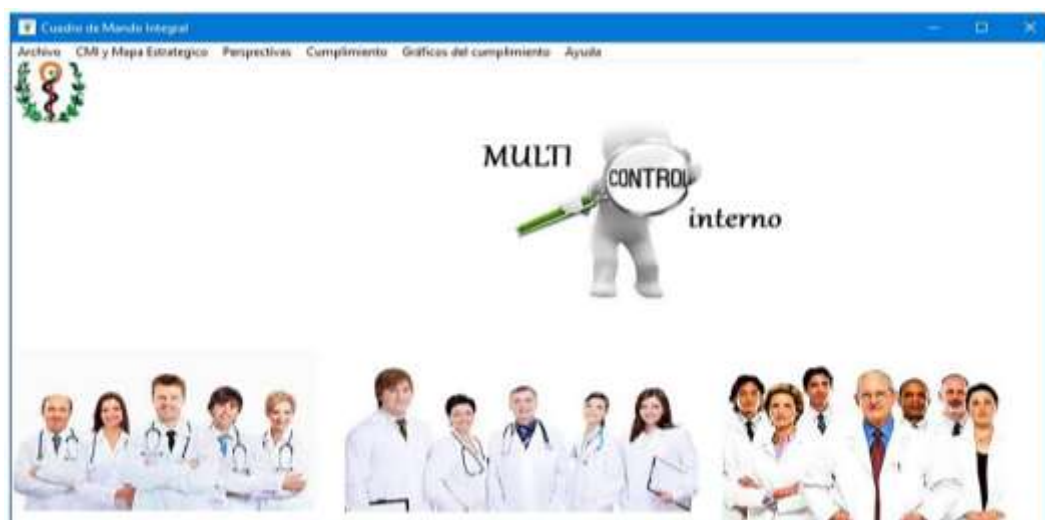 Cuadro de Mando Integral
Archivo CMI y Mapa Estrategico Perspectivas Cumplimiento Gráficos del cumplimiento Ayuda
MULTI
CONTROL
interno